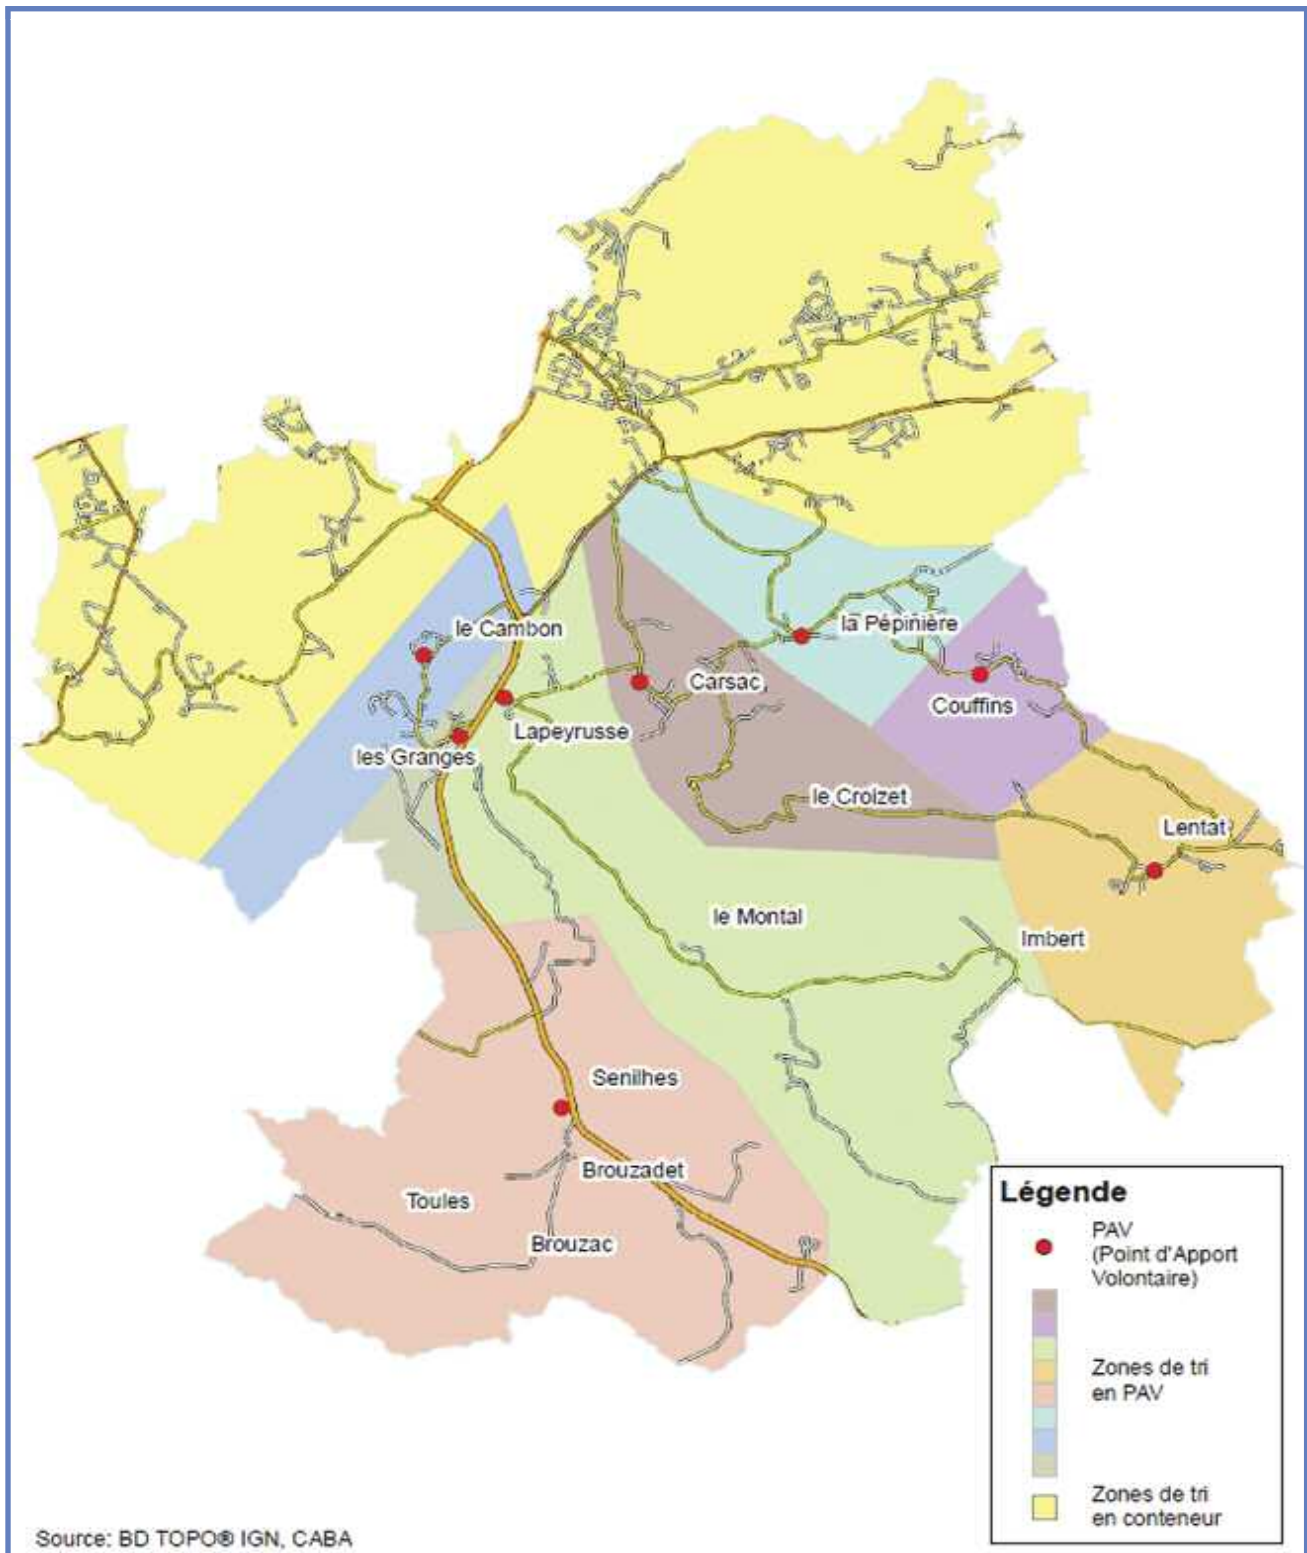 le Cambon
la Pépinière
Carsac
Couffins
Lapeyrusse
les Granges
le Croizet
Lentat
le Montal
Imbert
Senilhes
Brouzadet
Toules
Brouzac
Légende
PAV
(Point d'Apport
Volontaire)
Zones de tri
en PAV
Zones de tri
en conteneur
Source: BD TOPO® IGN, CABA